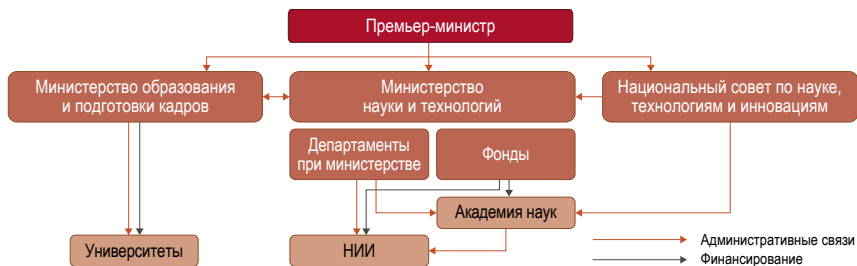 Премьер-министр
Министерство образования
и подготовки кадров
Министерство
науки и технологий
Национальный совет по науке,
технологиям и инновациям
Департаменты
при министерстве
Фонды
Академия наук
Университеты
НИИ
Административные связи
Финансирование